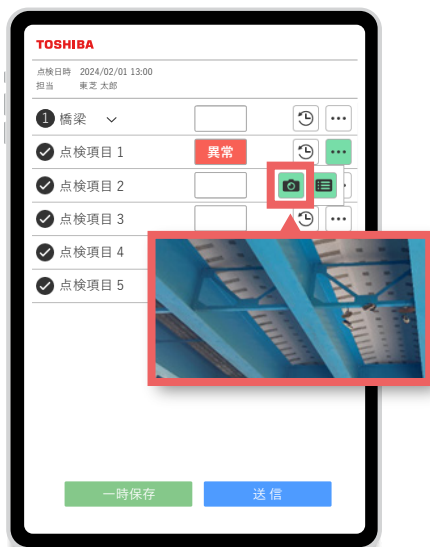 TOSHIBA
点検日時 2024/02/01 13:00
担当 東芝 太郎
1 橋梁
点検項目 1 異常
点検項目 2
点検項目 3
点検項目 4
点検項目 5
一時保存 送信